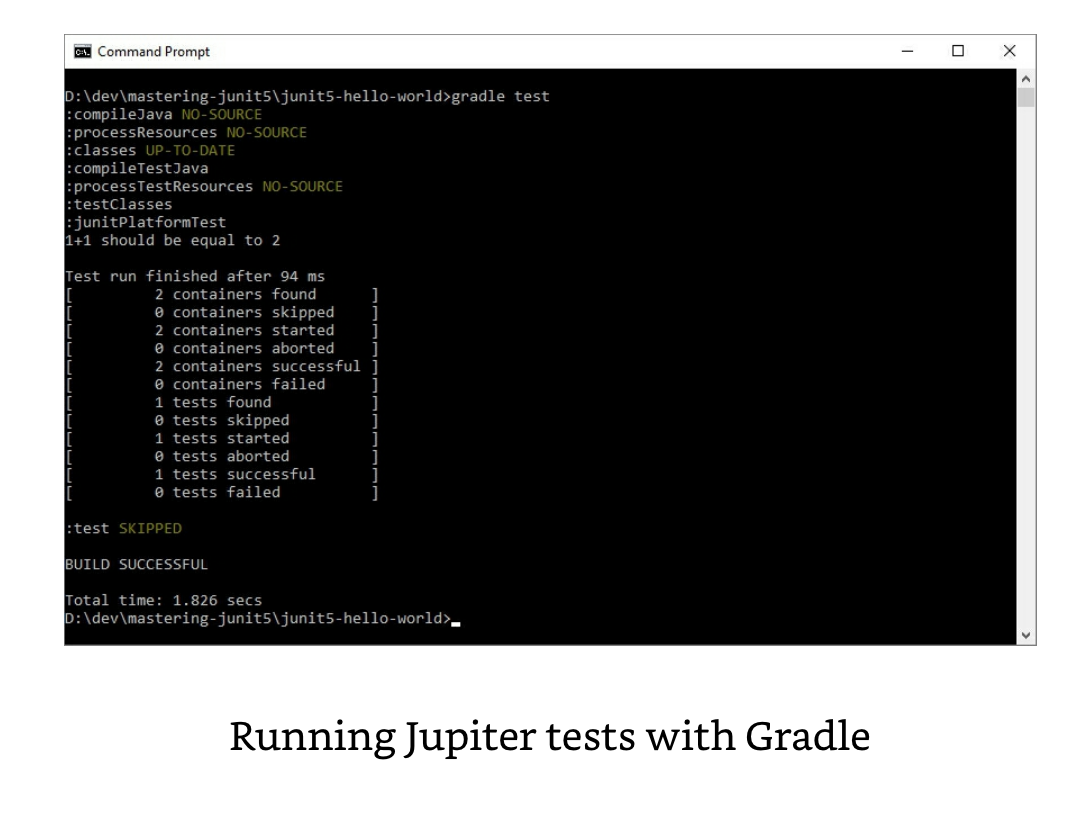 Command Prompt
D:\dev\mastering-junit5\junit5-hello-world>gradle test
:compileJava NO-SOURCE
:processResources NO-SOURCE
:classes UP-TO-DATE
:compileTestJava
:processTestResources NO-SOURCE
:testClasses
:junitPlatformTest
1+1 should be equal to 2
Test run finished after 94 ms
[         2 containers found      ]
[         0 containers skipped    ]
[         2 containers started    ]
[         0 containers aborted    ]
[         2 containers successful ]
[         0 containers failed     ]
[         1 tests found           ]
[         0 tests skipped         ]
[         1 tests started         ]
[         0 tests aborted         ]
[         1 tests successful      ]
[         0 tests failed          ]
:test SKIPPED
BUILD SUCCESSFUL
Total time: 1.826 secs
D:\dev\mastering-junit5\junit5-hello-world>
Running Jupiter tests with Gradle